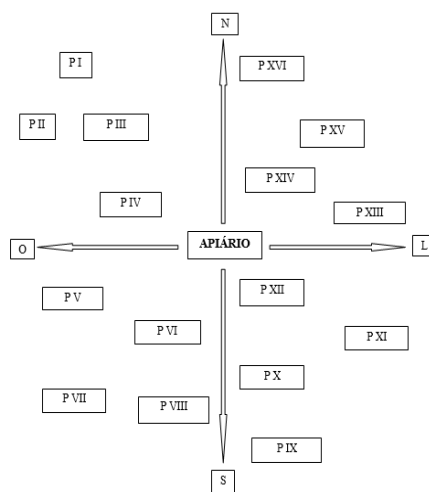 N
P XVI
P I
P II
P III
P XV
P XIV
P IV
P XIII
O
APIÁRIO
L
P V
P XII
P VI
P XI
P X
P VII
P VIII
P IX
S